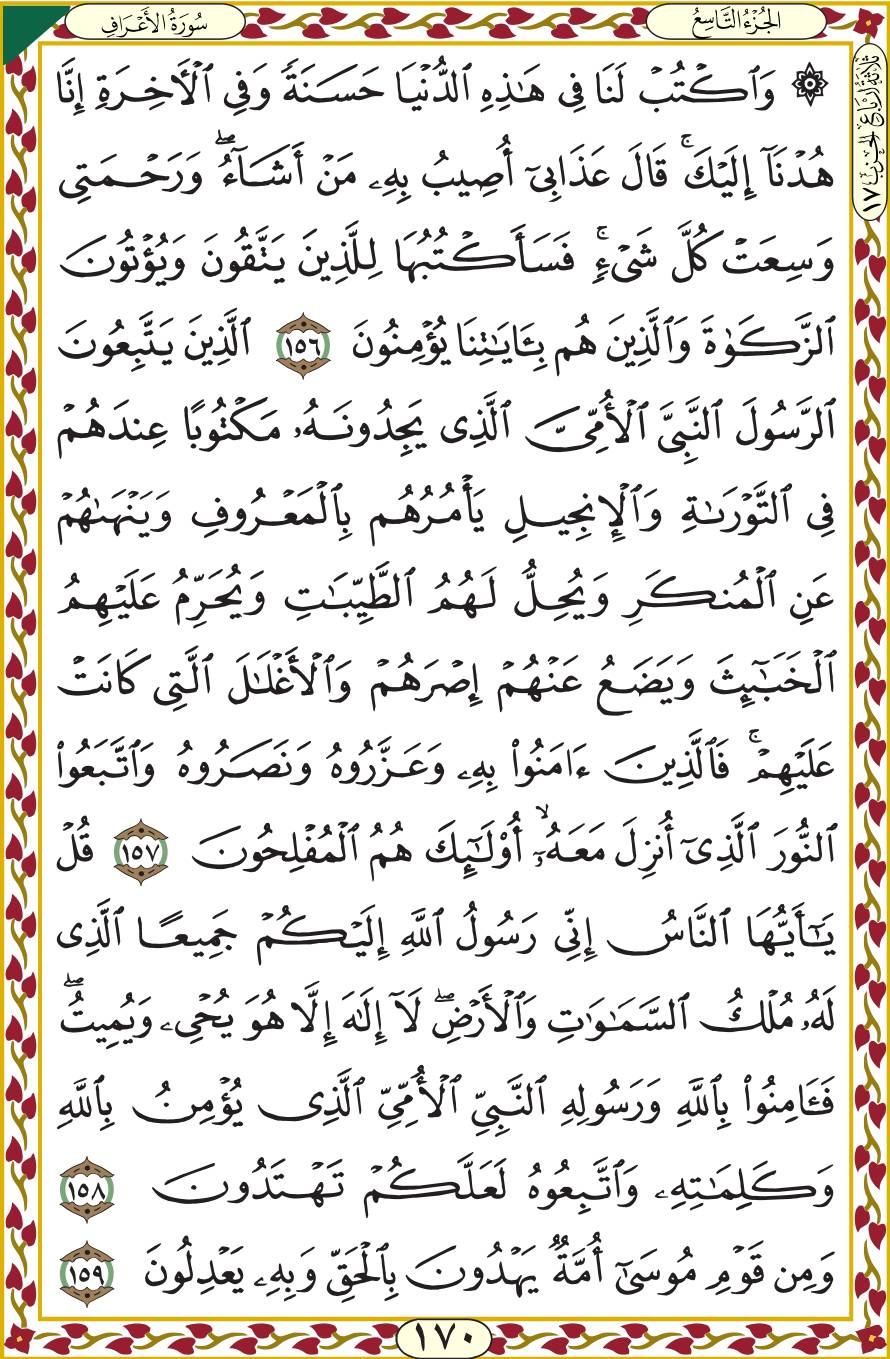 سُورَةُ الأَعْرَافِ
الجُزْءُ التَّاسِعُ
ثَلَاثَةُ أَرْبَاعِ الحِزْبِ ١٧
۞ وَٱكۡتُبۡ لَنَا فِي هَٰذِهِ ٱلدُّنۡيَا حَسَنَةٗ وَفِي ٱلۡأٓخِرَةِ إِنَّا
هُدۡنَآ إِلَيۡكَۚ قَالَ عَذَابِيٓ أُصِيبُ بِهِۦ مَنۡ أَشَآءُۖ وَرَحۡمَتِي
وَسِعَتۡ كُلَّ شَيۡءٖۚ فَسَأَكۡتُبُهَا لِلَّذِينَ يَتَّقُونَ وَيُؤۡتُونَ
ٱلزَّكَوٰةَ وَٱلَّذِينَ هُم بِـَٔايَٰتِنَا يُؤۡمِنُونَ ١٥٦ ٱلَّذِينَ يَتَّبِعُونَ
ٱلرَّسُولَ ٱلنَّبِيَّ ٱلۡأُمِّيَّ ٱلَّذِي يَجِدُونَهُۥ مَكۡتُوبًا عِندَهُمۡ
فِي ٱلتَّوۡرَىٰةِ وَٱلۡإِنجِيلِ يَأۡمُرُهُم بِٱلۡمَعۡرُوفِ وَيَنۡهَىٰهُمۡ
عَنِ ٱلۡمُنكَرِ وَيُحِلُّ لَهُمُ ٱلطَّيِّبَٰتِ وَيُحَرِّمُ عَلَيۡهِمُ
ٱلۡخَبَٰٓئِثَ وَيَضَعُ عَنۡهُمۡ إِصۡرَهُمۡ وَٱلۡأَغۡلَٰلَ ٱلَّتِي كَانَتۡ
عَلَيۡهِمۡۚ فَٱلَّذِينَ ءَامَنُواْ بِهِۦ وَعَزَّرُوهُ وَنَصَرُوهُ وَٱتَّبَعُواْ
ٱلنُّورَ ٱلَّذِيٓ أُنزِلَ مَعَهُۥٓۙ أُوْلَٰٓئِكَ هُمُ ٱلۡمُفۡلِحُونَ ١٥٧ قُلۡ
يَٰٓأَيُّهَا ٱلنَّاسُ إِنِّي رَسُولُ ٱللَّهِ إِلَيۡكُمۡ جَمِيعًا ٱلَّذِي
لَهُۥ مُلۡكُ ٱلسَّمَٰوَٰتِ وَٱلۡأَرۡضِۖ لَآ إِلَٰهَ إِلَّا هُوَ يُحۡيِۦ وَيُمِيتُۖ
فَـَٔامِنُواْ بِٱللَّهِ وَرَسُولِهِ ٱلنَّبِيِّ ٱلۡأُمِّيِّ ٱلَّذِي يُؤۡمِنُ بِٱللَّهِ
وَكَلِمَٰتِهِۦ وَٱتَّبِعُوهُ لَعَلَّكُمۡ تَهۡتَدُونَ ١٥٨
وَمِن قَوۡمِ مُوسَىٰٓ أُمَّةٞ يَهۡدُونَ بِٱلۡحَقِّ وَبِهِۦ يَعۡدِلُونَ ١٥٩
١٧٠